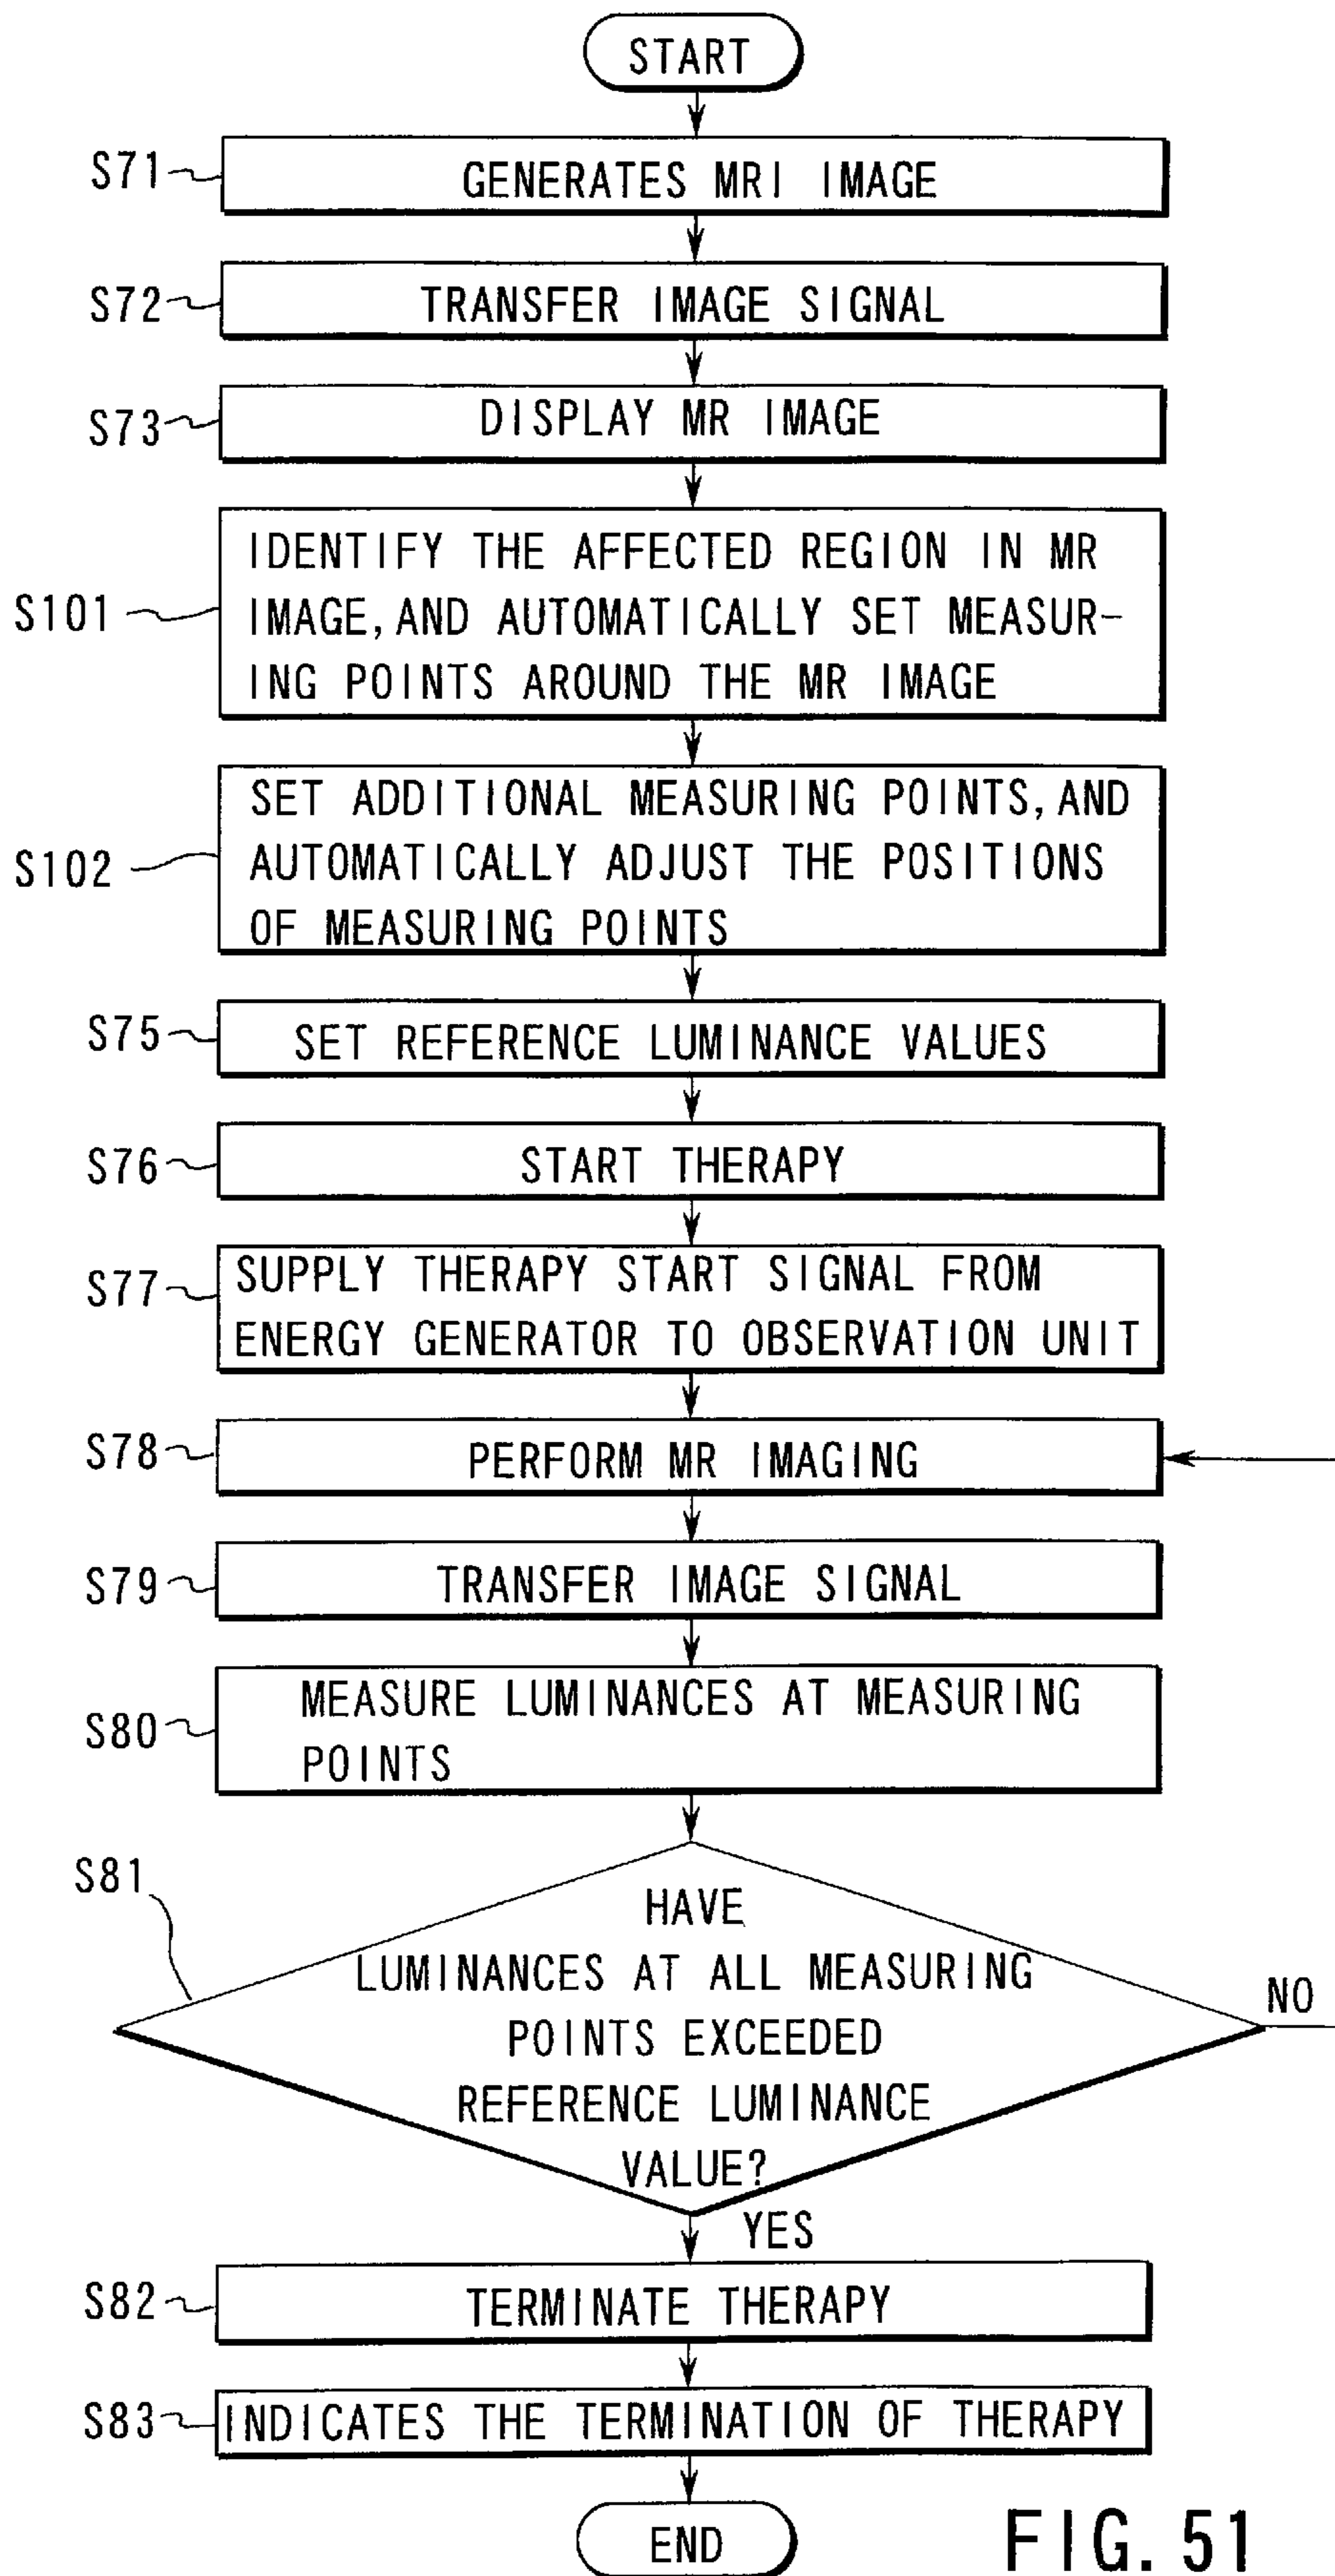 START
S71
GENERATES MRI IMAGE
S72
TRANSFER IMAGE SIGNAL
S73
DISPLAY MR IMAGE
S101
IDENTIFY THE AFFECTED REGION IN MR
IMAGE, AND AUTOMATICALLY SET MEASUR-
ING POINTS AROUND THE MR IMAGE
S102
SET ADDITIONAL MEASURING POINTS, AND
AUTOMATICALLY ADJUST THE POSITIONS
OF MEASURING POINTS
S75
SET REFERENCE LUMINANCE VALUES
S76
START THERAPY
S77
SUPPLY THERAPY START SIGNAL FROM
ENERGY GENERATOR TO OBSERVATION UNIT
S78
PERFORM MR IMAGING
S79
TRANSFER IMAGE SIGNAL
S80
MEASURE LUMINANCES AT MEASURING
POINTS
S81
HAVE
LUMINANCES AT ALL MEASURING
POINTS EXCEEDED
REFERENCE LUMINANCE
VALUE?
NO
YES
S82
TERMINATE THERAPY
S83
INDICATES THE TERMINATION OF THERAPY
END
FIG. 51